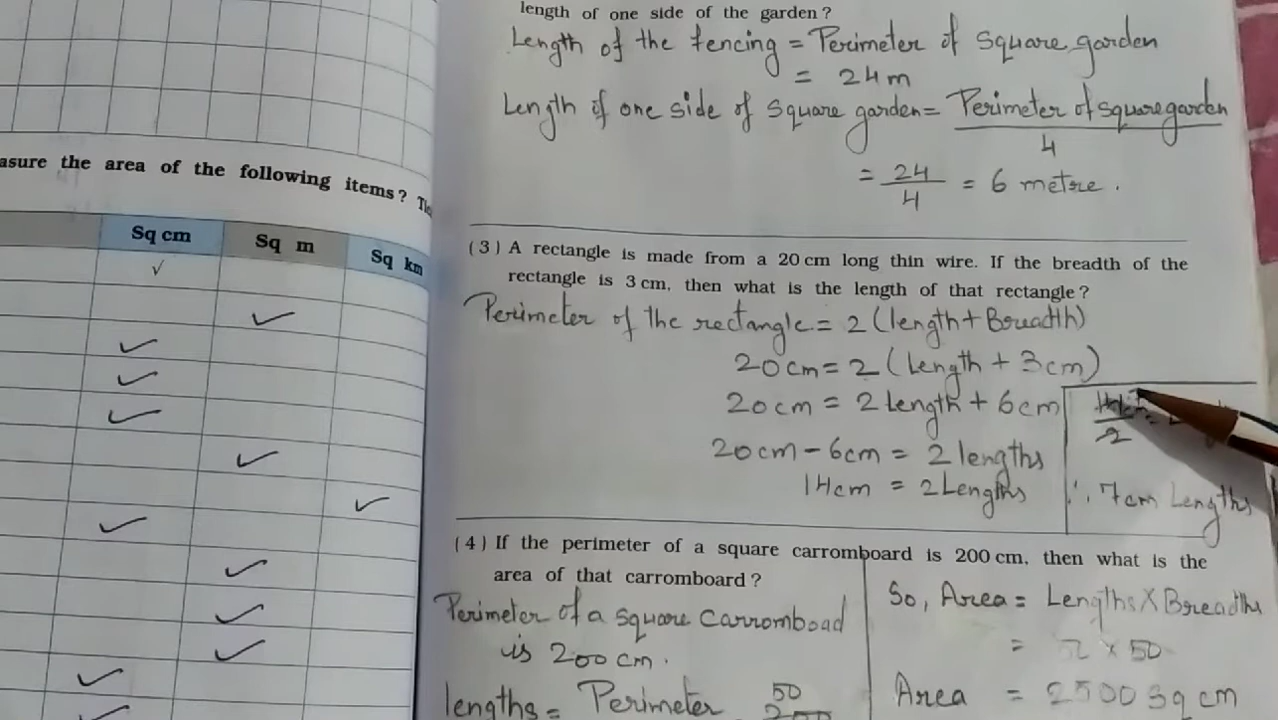 asure the area of the following items?
Sq cm
Sq m
Sq km
length of one side of the garden?
Length of the fencing = Perimeter of square garden
= 24m
Length of one side of square garden= Perimeter of square garden
4
= 24
4
= 6 metre.
(3) A rectangle is made from a 20 cm long thin wire. If the breadth of the
rectangle is 3 cm, then what is the length of that rectangle?
Perimeter of the rectangle = 2 (length + Breadth)
20cm = 2 (Length + 3cm)
20cm = 2 Length + 6cm
20cm - 6cm = 2 lengths
14cm = 2 Lengths
2
∴ 7cm Lengths
(4) If the perimeter of a square carromboard is 200 cm, then what is the
area of that carromboard?
Perimeter of a square Carromboad
is 200 cm.
lengths = Perimeter
50
So, Area = Lengths X Breadths
= x 50
Area = 2500 sq cm